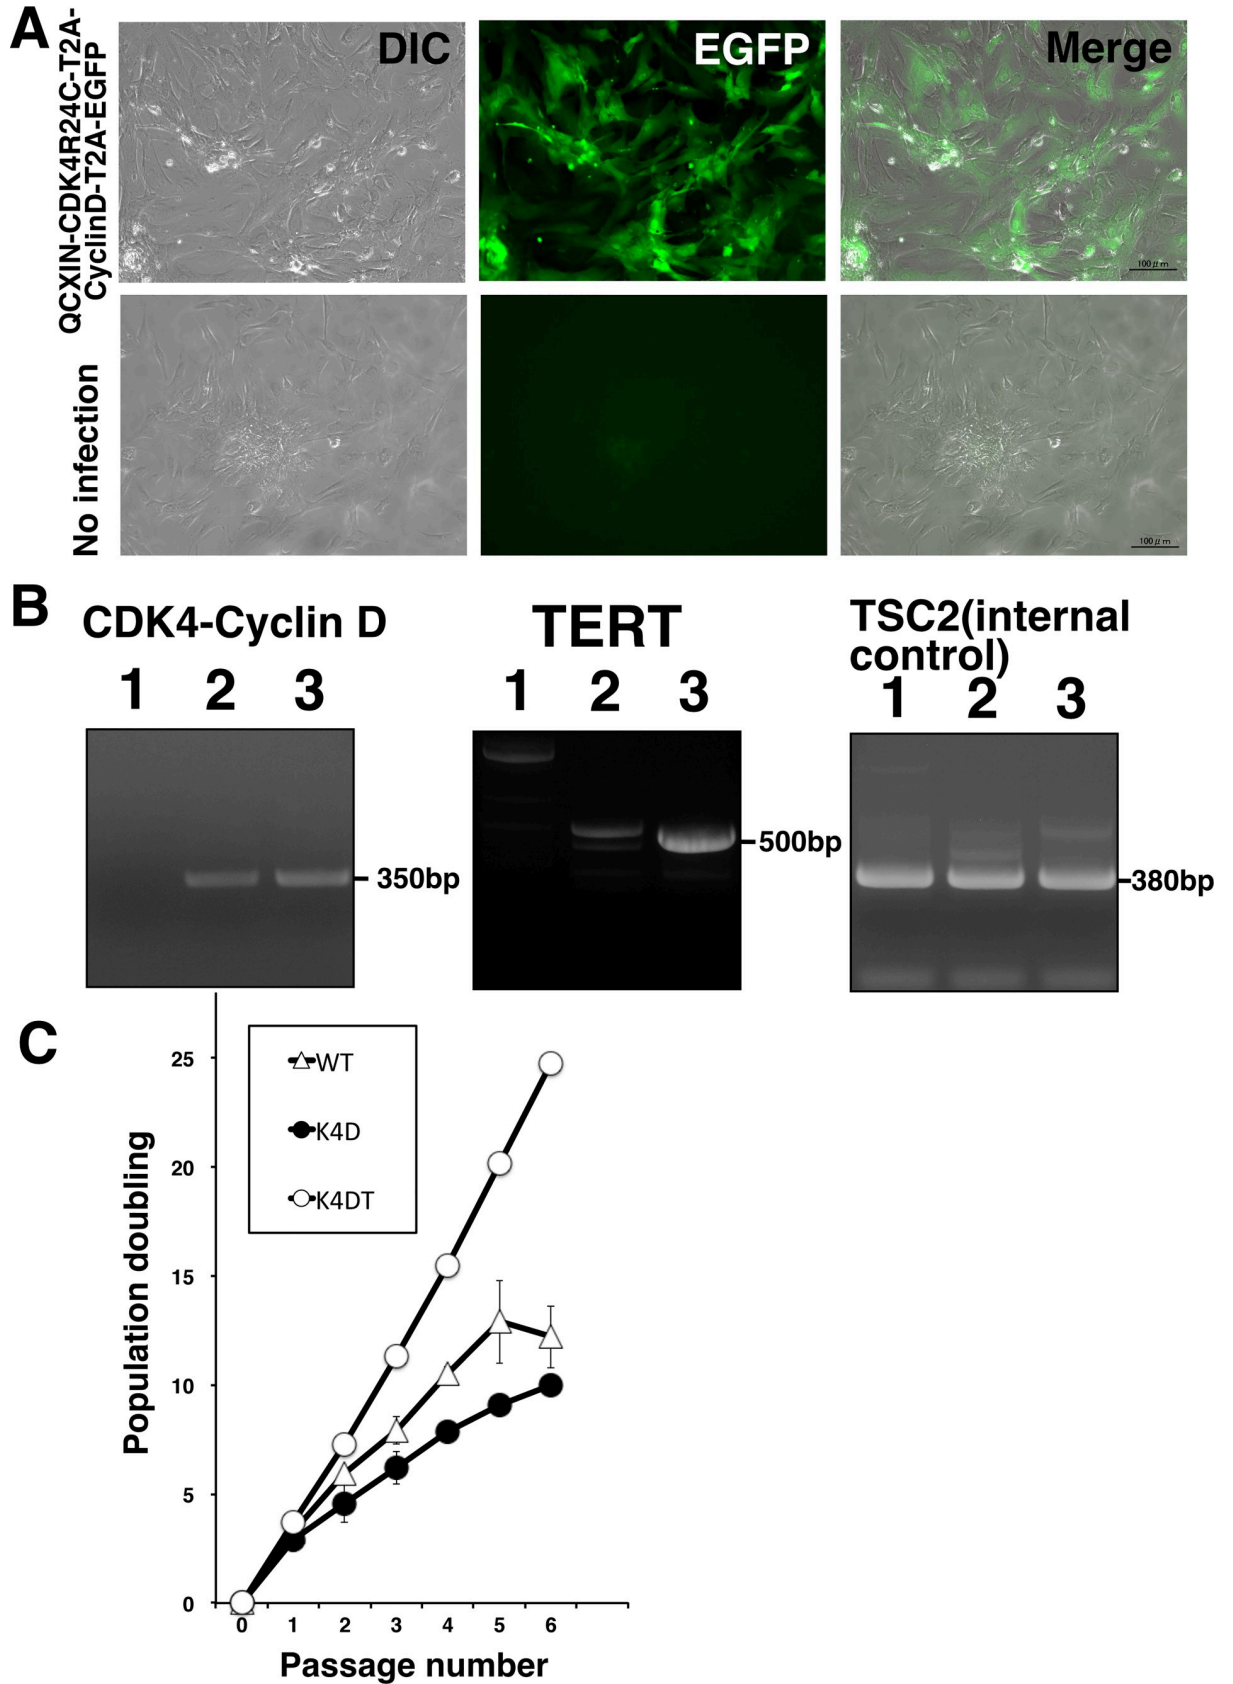 A
QCXIN-CDK4R24C-T2A-
CyclinD-T2A-EGFP
DIC
EGFP
Merge
100 μm
No infection
100 μm
B
CDK4-Cyclin D
TERT
TSC2(internal
control)
1 2 3
1 2 3
1 2 3
350bp
500bp
380bp
C
WT
K4D
K4DT
Population doubling
25
20
15
10
5
0
0 1 2 3 4 5 6
Passage number